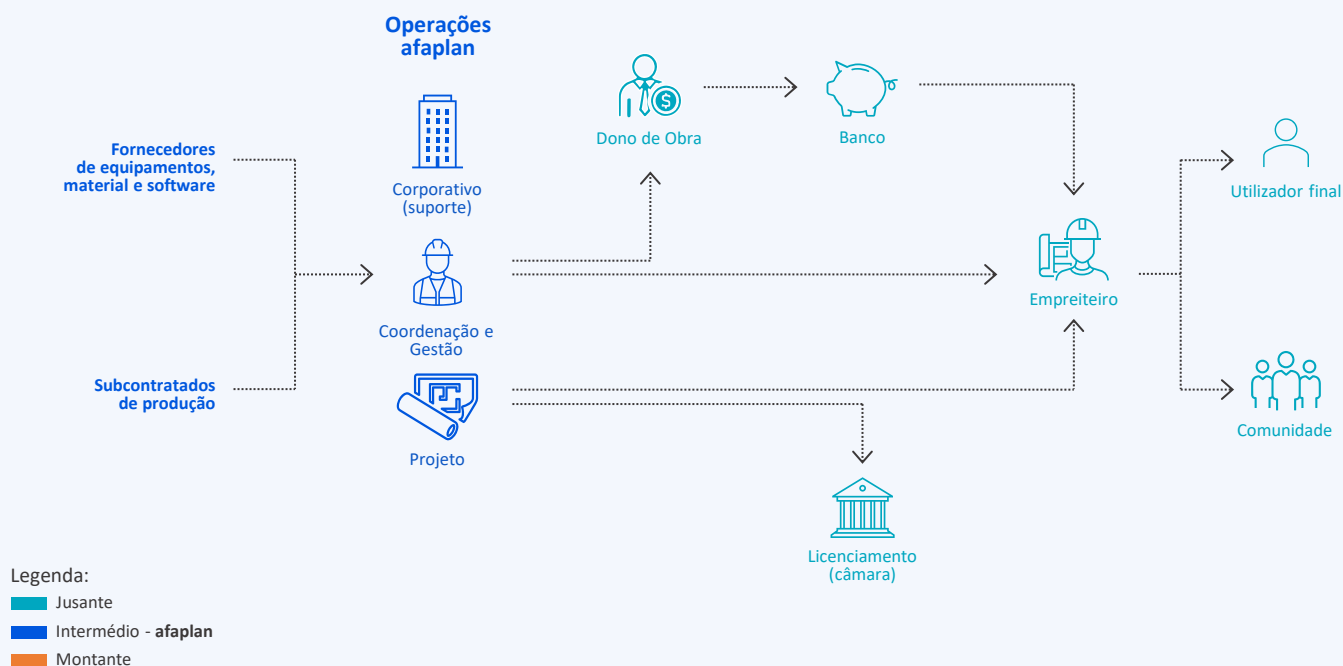 Operações
afaplan
Fornecedores
de equipamentos,
material e software
Subcontratados
de produção
Corporativo
(suporte)
Coordenação e
Gestão
Projeto
$
Dono de Obra
Banco
Empreiteiro
Licenciamento
(câmara)
Utilizador final
Comunidade
Legenda:
Jusante
Intermédio - afaplan
Montante